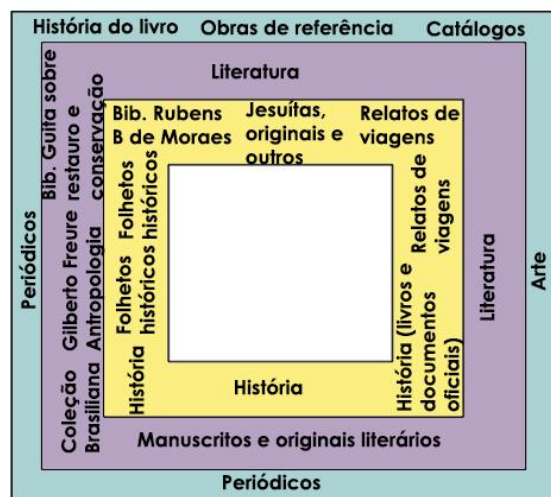 História do livro
Obras de referência
Catálogos
Literatura
Bib. Guita sobre
restauro e
conservação
Bib. Rubens
B de Moraes
Jesuítas,
originais e
outros
Relatos de
viagens
Folhetos
históricos
Relatos de
viagens
Periódicos
Gilberto Freure
Antropologia
Folhetos
históricos
Literatura
Arte
Coleção
Brasiliana
História
História
História (livros e
documentos
oficiais)
Manuscritos e originais literários
Periódicos